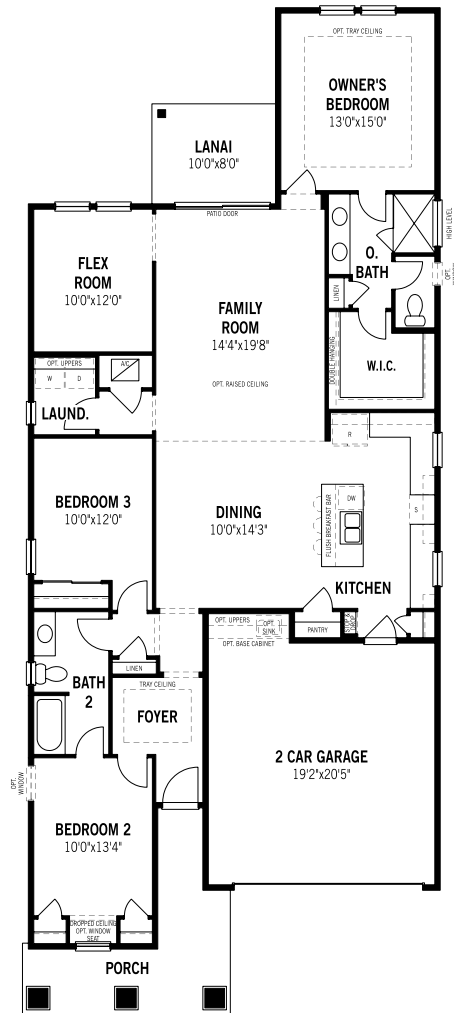 OPT. TRAY CEILING
OWNER'S
BEDROOM
13'0"x15'0"
LANAI
10'0"x8'0"
PATIO DOOR
HIGH LEVEL
FLEX
ROOM
10'0"x12'0"
O.
BATH
OPT.
LINEN
FAMILY
ROOM
14'4"x19'8"
OPT. RAISED CEILING
DOUBLE HANGING
W.I.C.
OPT. UPPERS
W D
A/C
LAUND.
R
BEDROOM 3
10'0"x12'0"
DINING
10'0"x14'3"
FLUSH BREAKFAST BAR
DW
S
KITCHEN
PANTRY
STOP &
DROP
OPT. UPPERS
OPT.
SINK
OPT. BASE CABINET
LINEN
BATH
2
TRAY CEILING
FOYER
2 CAR GARAGE
19'2"x20'5"
OPT.
WINDOW
BEDROOM 2
10'0"x13'4"
DROPPED CEILING
OPT. WINDOW
SEAT
PORCH